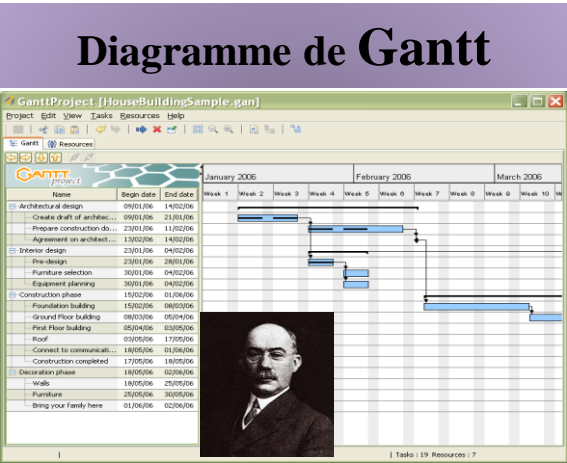 Diagramme de Gantt
GanttProject [HouseBuildingSample.gan]
Project Edit View Tasks Resources Help
Gantt Resources
GANTT project
January 2006 February 2006 March 2006
Name Begin date End date Week 1 Week 2 Week 3 Week 4 Week 5 Week 6 Week 7 Week 8 Week 9 Week 10 W
Architectural design 09/01/06 14/02/06
Create draft of architec... 09/01/06 21/01/06
Prepare construction do... 23/01/06 11/02/06
Agreement on architect... 13/02/06 14/02/06
Interior design 23/01/06 04/02/06
Pre-design 23/01/06 28/01/06
Furniture selection 30/01/06 04/02/06
Equipment planning 30/01/06 04/02/06
Construction phase 15/02/06 01/06/06
Foundation building 15/02/06 08/03/06
Ground Floor building 08/03/06 05/04/06
First Floor building 05/04/06 03/05/06
Roof 03/05/06 17/05/06
Connect to communicati... 18/05/06 01/06/06
Construction completed 17/05/06 18/05/06
Decoration phase 18/05/06 02/06/06
Walls 18/05/06 25/05/06
Furniture 25/05/06 30/05/06
Bring your family here 01/06/06 02/06/06
Tasks : 19 Resources : 7